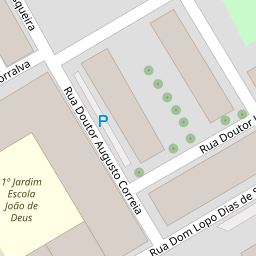 queira
orralva
Rua Doutor Augusto Correia
P
Rua Doutor
1º Jardim
Escola
João de
Deus
Rua Dom Lopo Dias de S